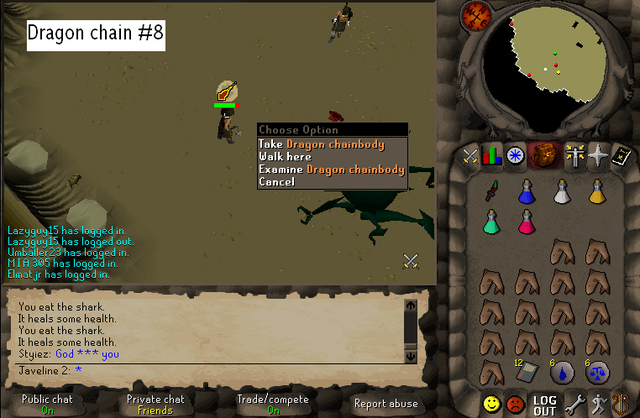 Dragon chain #8
Choose Option
Take Dragon chainbody
Walk here
Examine Dragon chainbody
Cancel
Lazyguy15 has logged in.
Lazyguy15 has logged out.
Umballer23 has logged in.
M1A 305 has logged in.
Elmat jr has logged in.
You eat the shark.
It heals some health.
You eat the shark.
It heals some health.
Styiez: God *** you
Javeline 2: *
12
6
6
Public chat
On
Private chat
Friends
Trade/compete
On
Report abuse
LOG
OUT